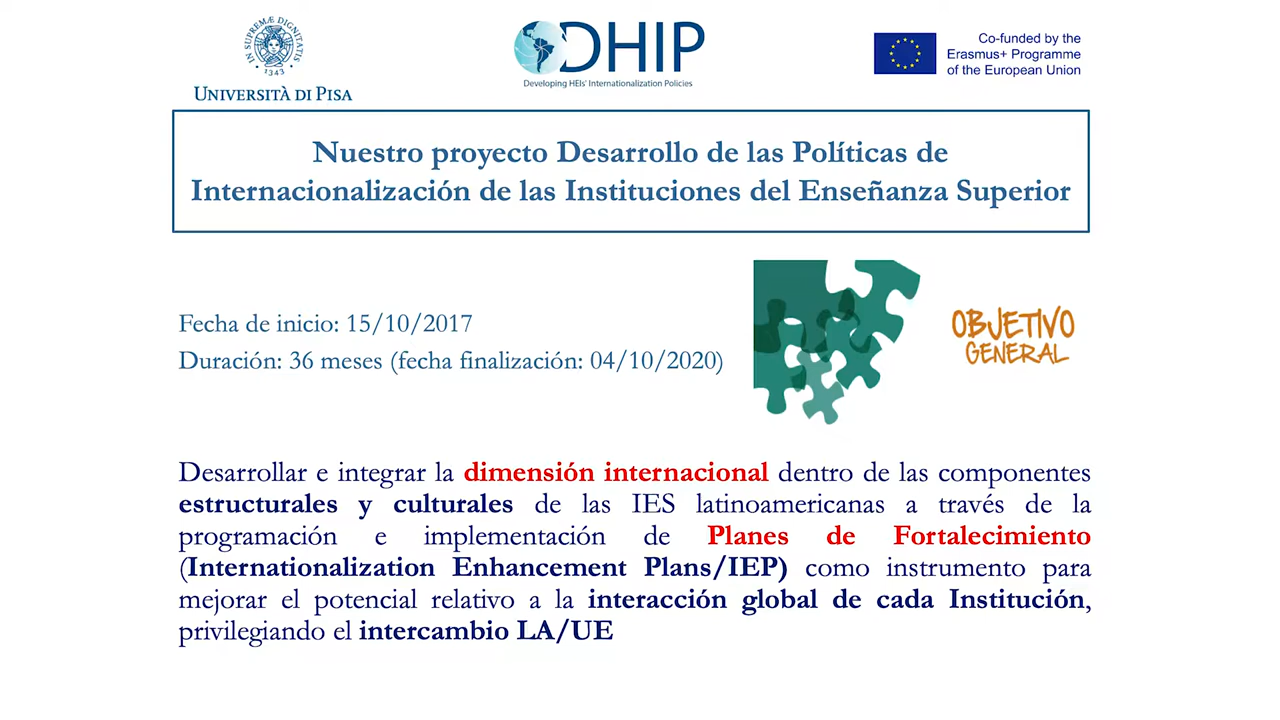 IN SUPREMÆ DIGNITATIS
· 1343 ·
UNIVERSITÀ DI PISA
DHIP
Developing HEIs' Internationalization Policies
Co-funded by the
Erasmus+ Programme
of the European Union
Nuestro proyecto Desarrollo de las Políticas de
Internacionalización de las Instituciones del Enseñanza Superior
Fecha de inicio: 15/10/2017
Duración: 36 meses (fecha finalización: 04/10/2020)
OBJETIVO
GENERAL
Desarrollar e integrar la dimensión internacional dentro de las componentes
estructurales y culturales de las IES latinoamericanas a través de la
programación e implementación de Planes de Fortalecimiento
(Internationalization Enhancement Plans/IEP) como instrumento para
mejorar el potencial relativo a la interacción global de cada Institución,
privilegiando el intercambio LA/UE